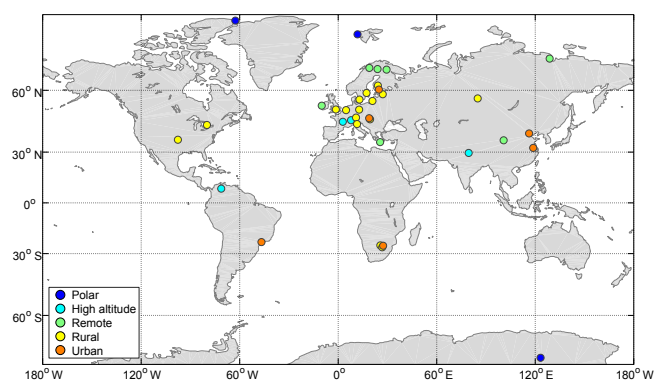 60° N
30° N
0°
30° S
60° S
Polar
High altitude
Remote
Rural
Urban
180° W 120° W 60° W 0° 60° E 120° E 180° W